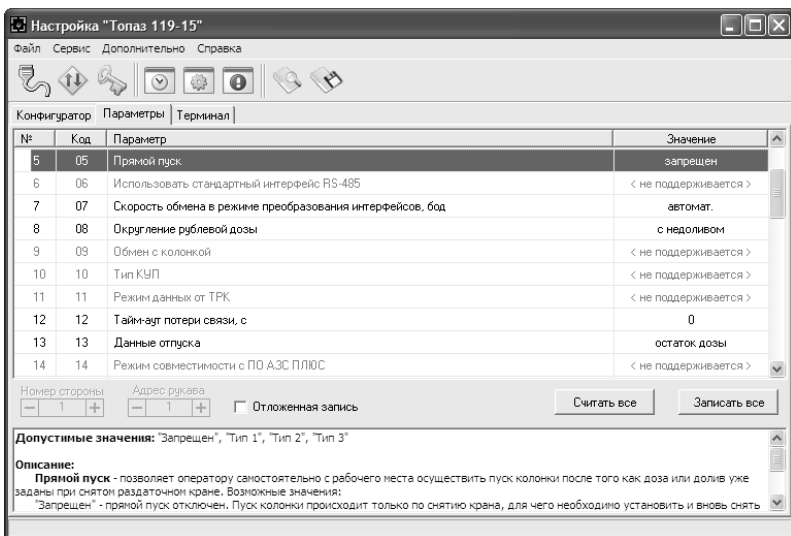 Настройка "Топаз 119-15"
Файл Сервис Дополнительно Справка
Конфигуратор Параметры Терминал
№ Код Параметр Значение
5 05 Прямой пуск запрещен
6 06 Использовать стандартный интерфейс RS-485 < не поддерживается >
7 07 Скорость обмена в режиме преобразования интерфейсов, бод автомат.
8 08 Округление рублевой дозы с недоливом
9 09 Обмен с колонкой < не поддерживается >
10 10 Тип КУП < не поддерживается >
11 11 Режим данных от ТРК < не поддерживается >
12 12 Тайм-аут потери связи, с 0
13 13 Данные отпуска остаток дозы
14 14 Режим совместимости с ПО АЗС ПЛЮС < не поддерживается >
Номер стороны Адрес рукава
1 1 Отложенная запись Считать все Записать все
Допустимые значения: "Запрещен", "Тип 1", "Тип 2", "Тип 3"
Описание:
Прямой пуск - позволяет оператору самостоятельно с рабочего места осуществить пуск колонки после того как доза или долив уже
заданы при снятом раздаточном кране. Возможные значения:
"Запрещен" - прямой пуск отключен. Пуск колонки происходит только по снятию крана, для чего необходимо установить и вновь снять